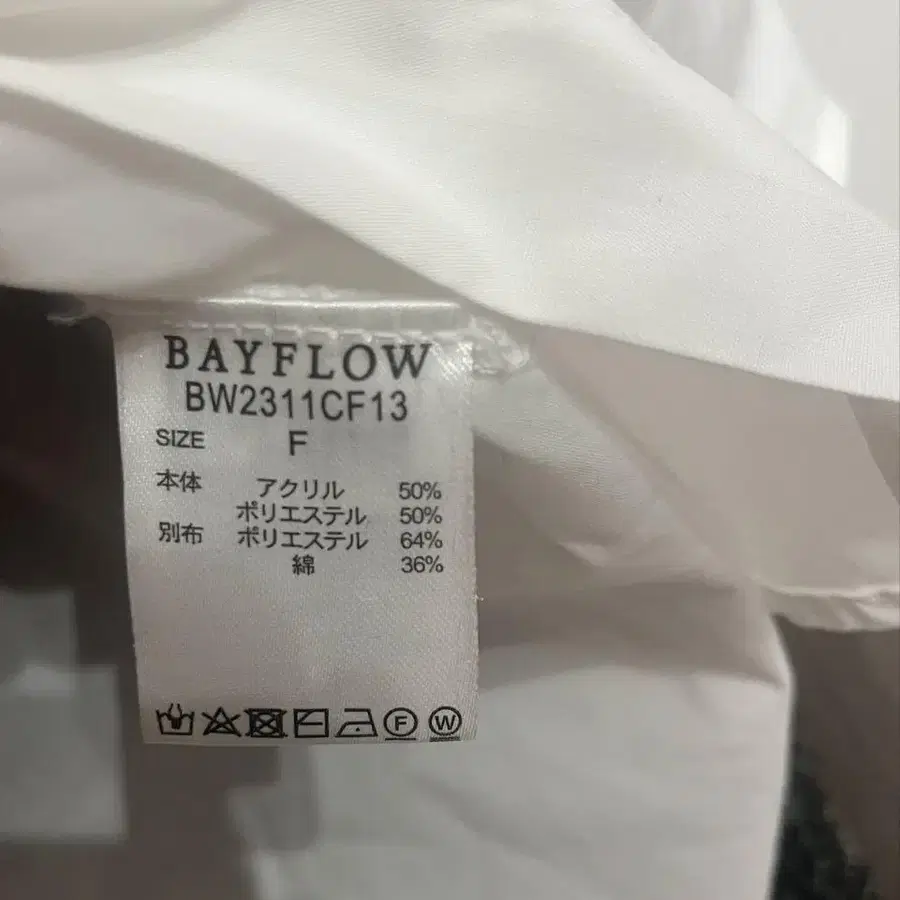 BAYFLOW
BW2311CF13
SIZE F
本体 アクリル 50%
ポリエステル 50%
別布 ポリエステル 64%
綿 36%
F W